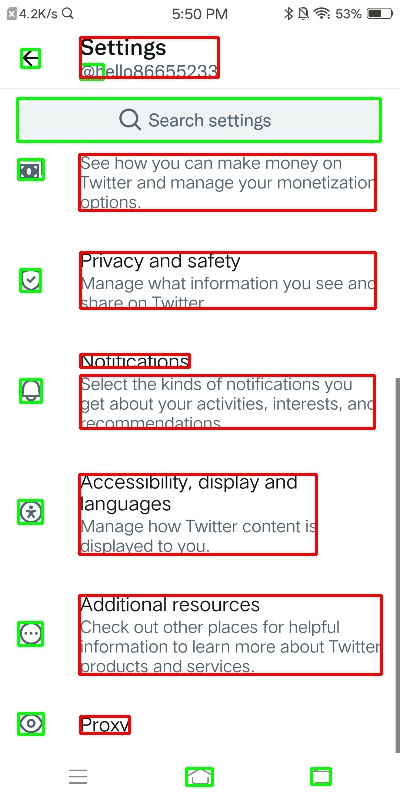 4.2K/s 5:50 PM 53%
Settings
@hello86655233
Search settings
See how you can make money on
Twitter and manage your monetization
options.
Privacy and safety
Manage what information you see and
share on Twitter.
Notifications
Select the kinds of notifications you
get about your activities, interests, and
recommendations.
Accessibility, display and
languages
Manage how Twitter content is
displayed to you.
Additional resources
Check out other places for helpful
information to learn more about Twitter
products and services.
Proxy